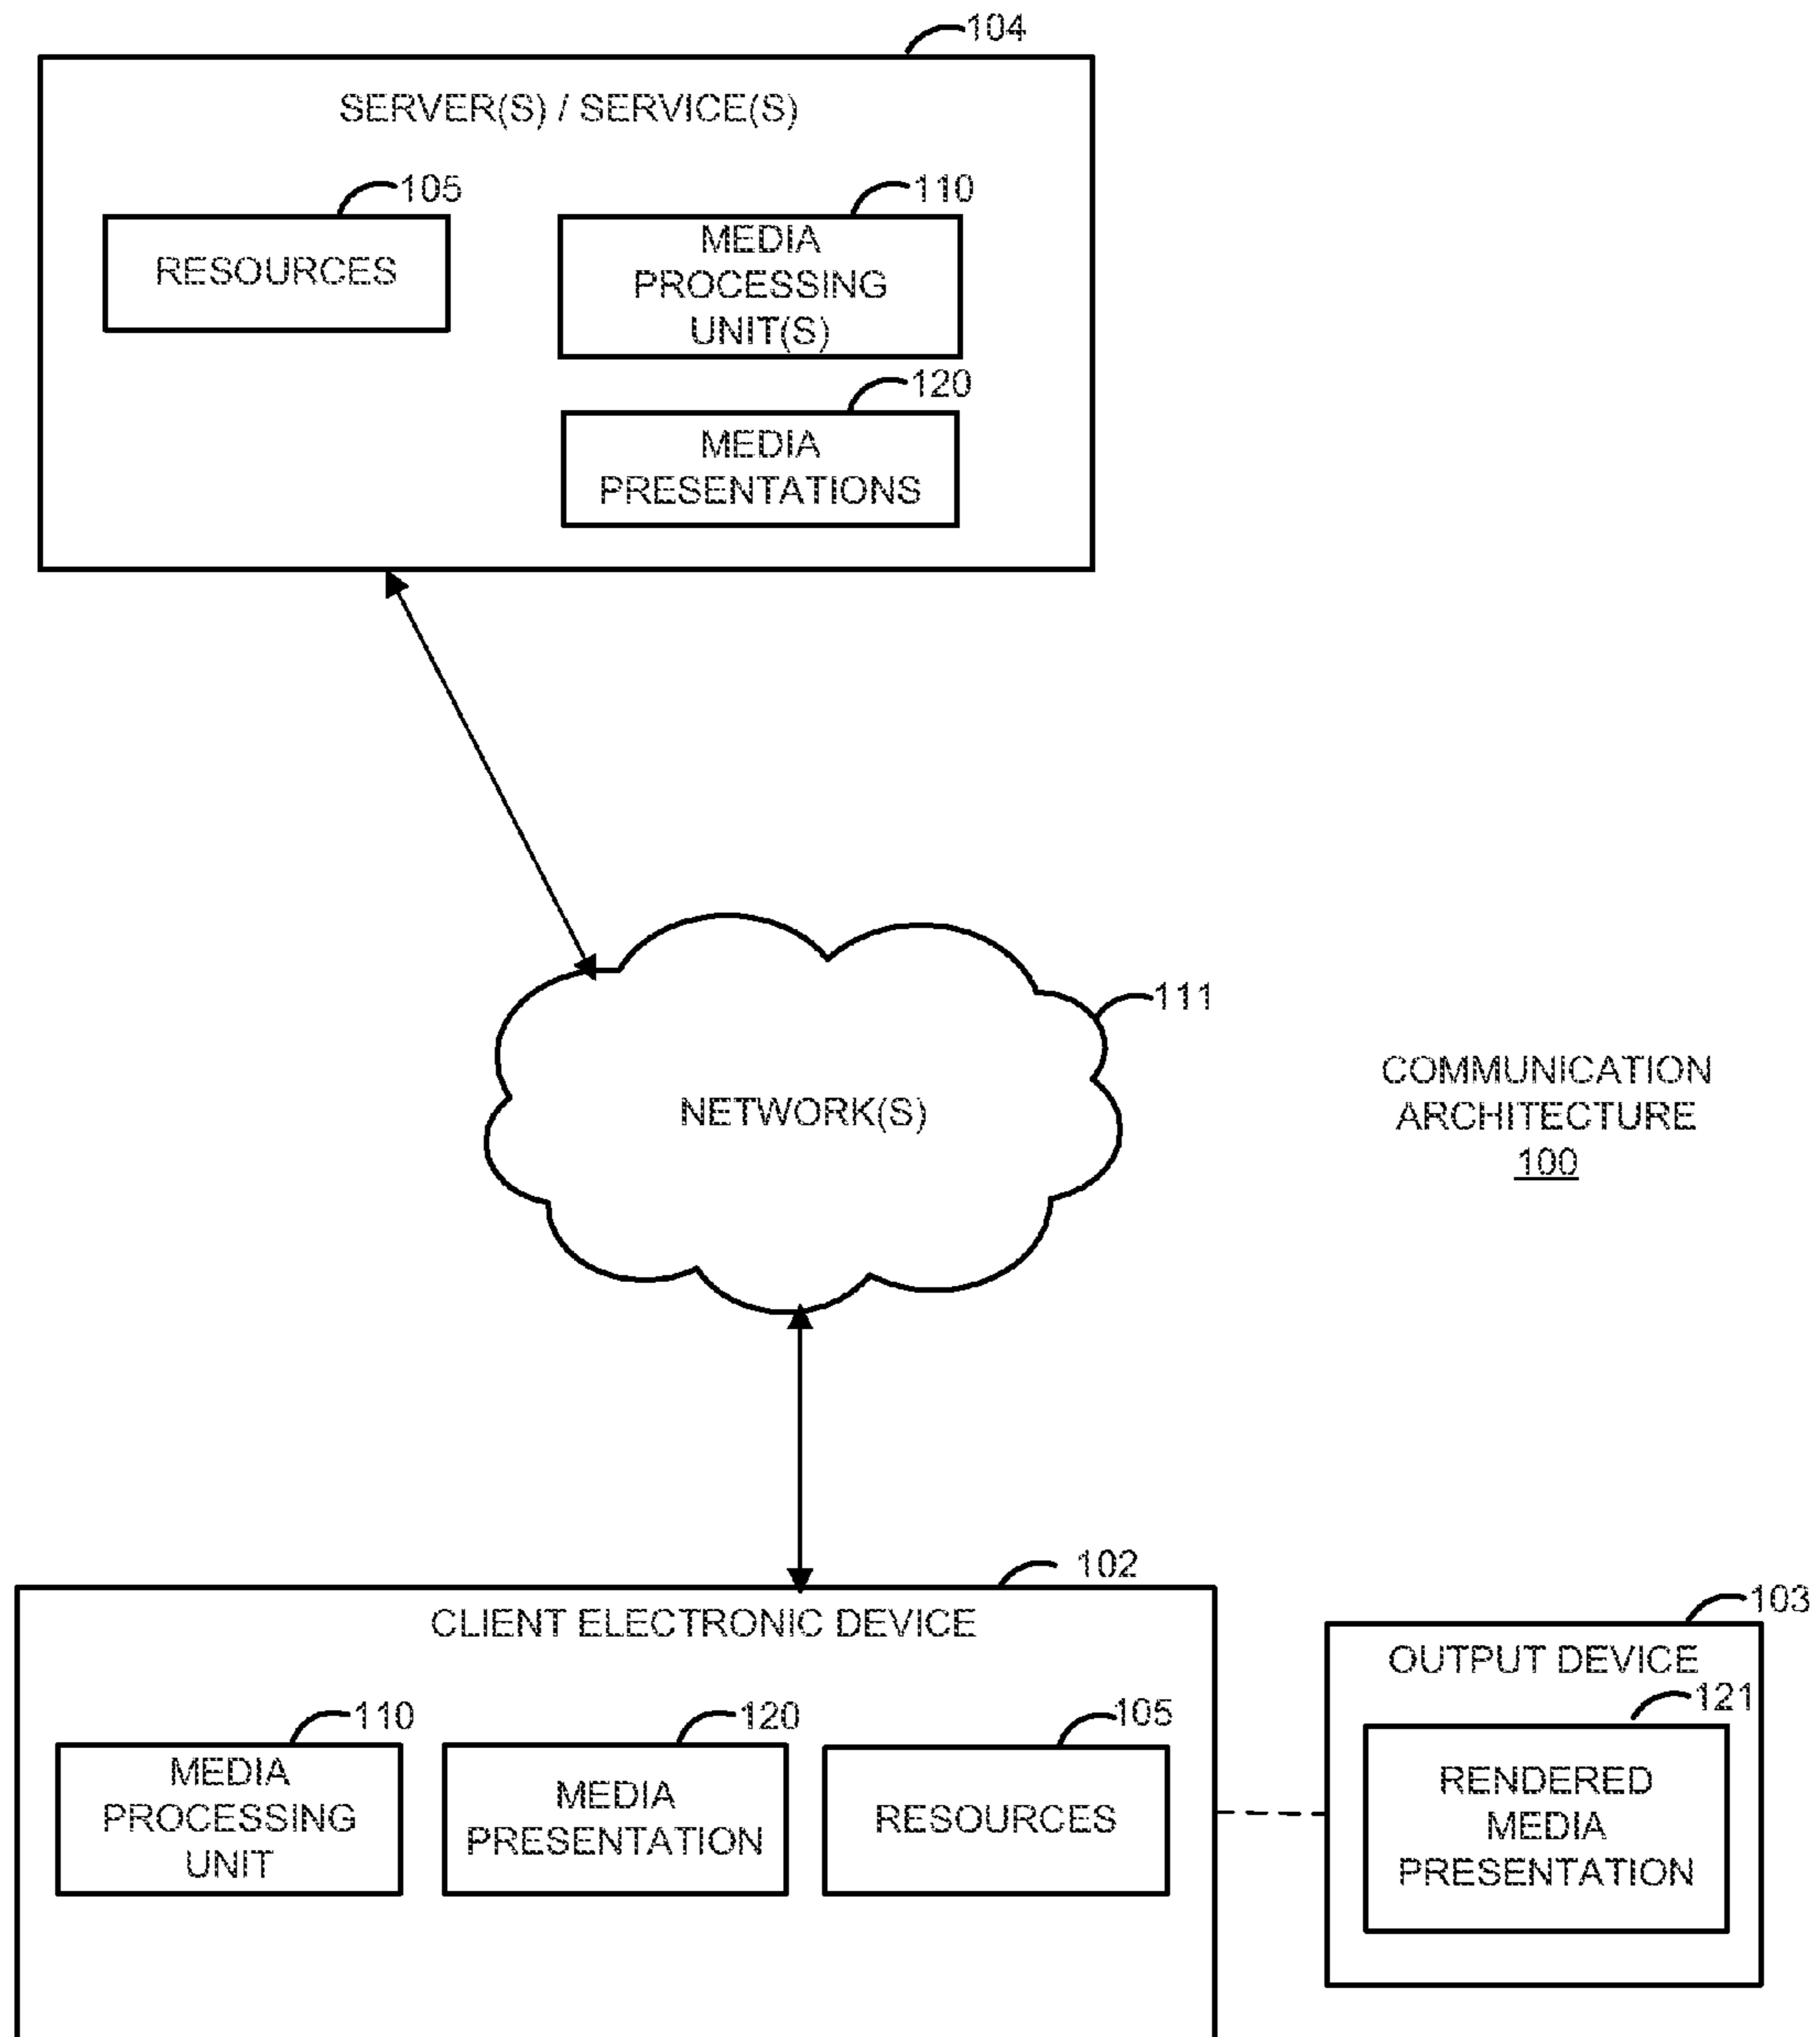 104
SERVER(S) / SERVICE(S)
105
110
RESOURCES
MEDIA
PROCESSING
UNIT(S)
120
MEDIA
PRESENTATIONS
111
NETWORK(S)
COMMUNICATION
ARCHITECTURE
100
102
CLIENT ELECTRONIC DEVICE
110
MEDIA
PROCESSING
UNIT
120
MEDIA
PRESENTATION
105
RESOURCES
103
OUTPUT DEVICE
121
RENDERED
MEDIA
PRESENTATION